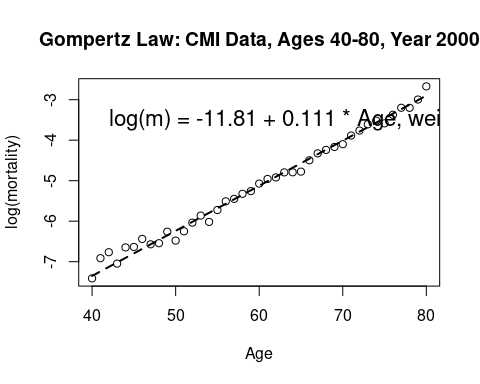 Gompertz Law: CMI Data, Ages 40-80, Year 2000
log(m) = -11.81 + 0.111 * Age, wei
-3
-4
-5
-6
-7
log(mortality)
40 50 60 70 80
Age